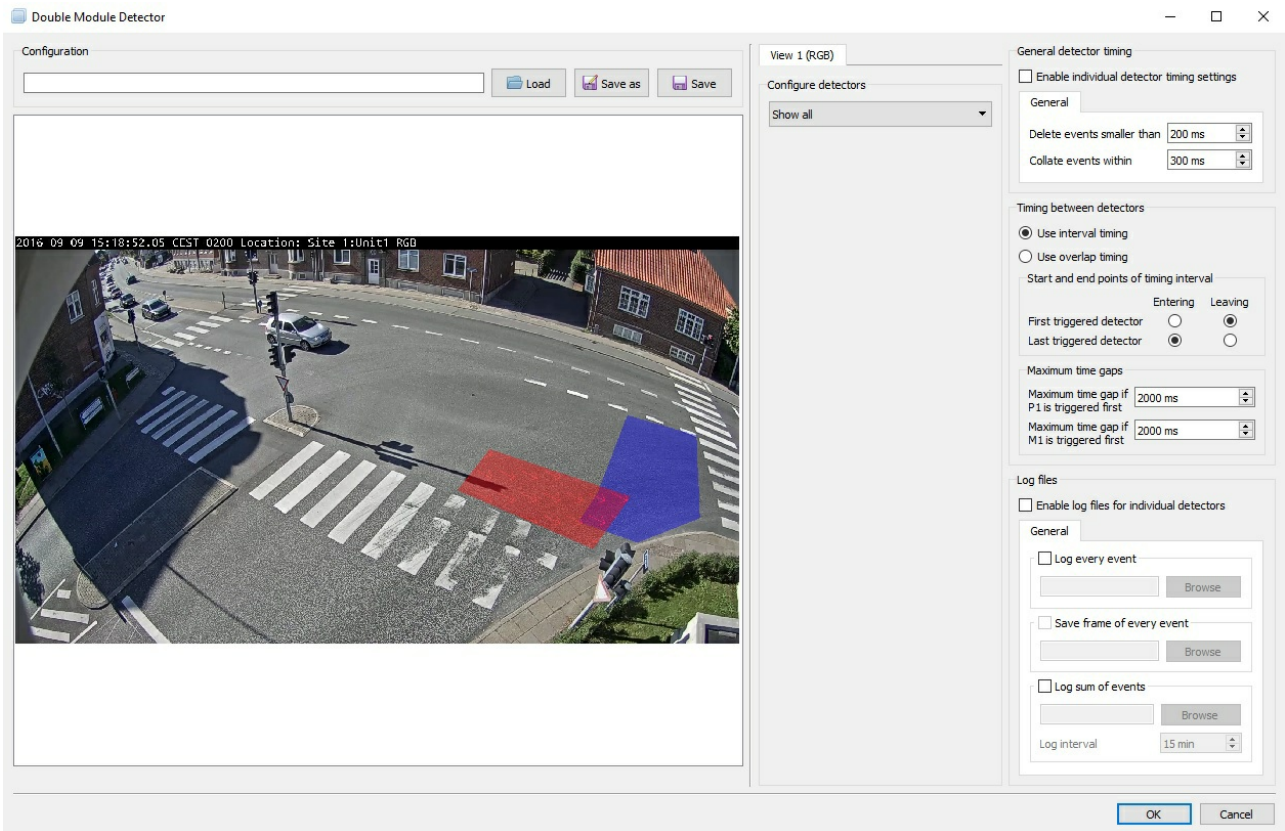 Double Module Detector
Configuration
Load
Save as
Save
2016 09 09 15:18:52.05 CEST 0200 Location: Site 1:Unit1 RGB
View 1 (RGB)
Configure detectors
Show all
General detector timing
Enable individual detector timing settings
General
Delete events smaller than 200 ms
Collate events within 300 ms
Timing between detectors
Use interval timing
Use overlap timing
Start and end points of timing interval
Entering Leaving
First triggered detector
Last triggered detector
Maximum time gaps
Maximum time gap if
P1 is triggered first
2000 ms
Maximum time gap if
M1 is triggered first
2000 ms
Log files
Enable log files for individual detectors
General
Log every event
Browse
Save frame of every event
Browse
Log sum of events
Browse
Log interval 15 min
OK
Cancel